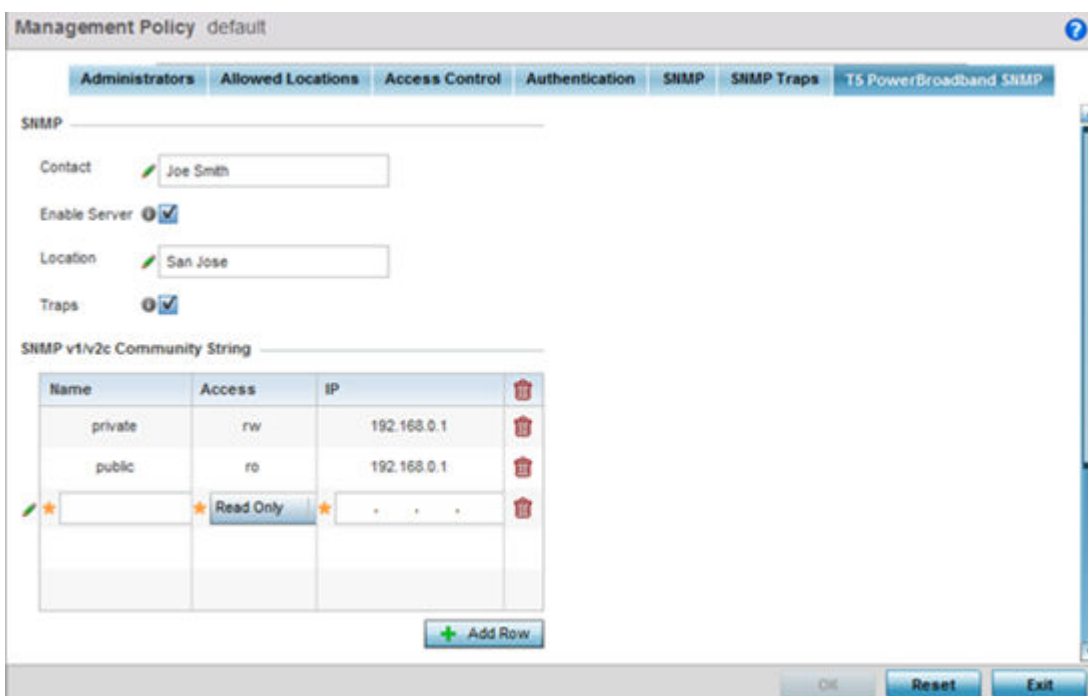 Management Policy default
?
Administrators Allowed Locations Access Control Authentication SNMP SNMP Traps T5 PowerBroadband SNMP
SNMP
Contact Joe Smith
Enable Server
Location San Jose
Traps
SNMP v1/v2c Community String
Name Access IP
private rw 192.168.0.1
public ro 192.168.0.1
Read Only . . .
Add Row
OK Reset Exit